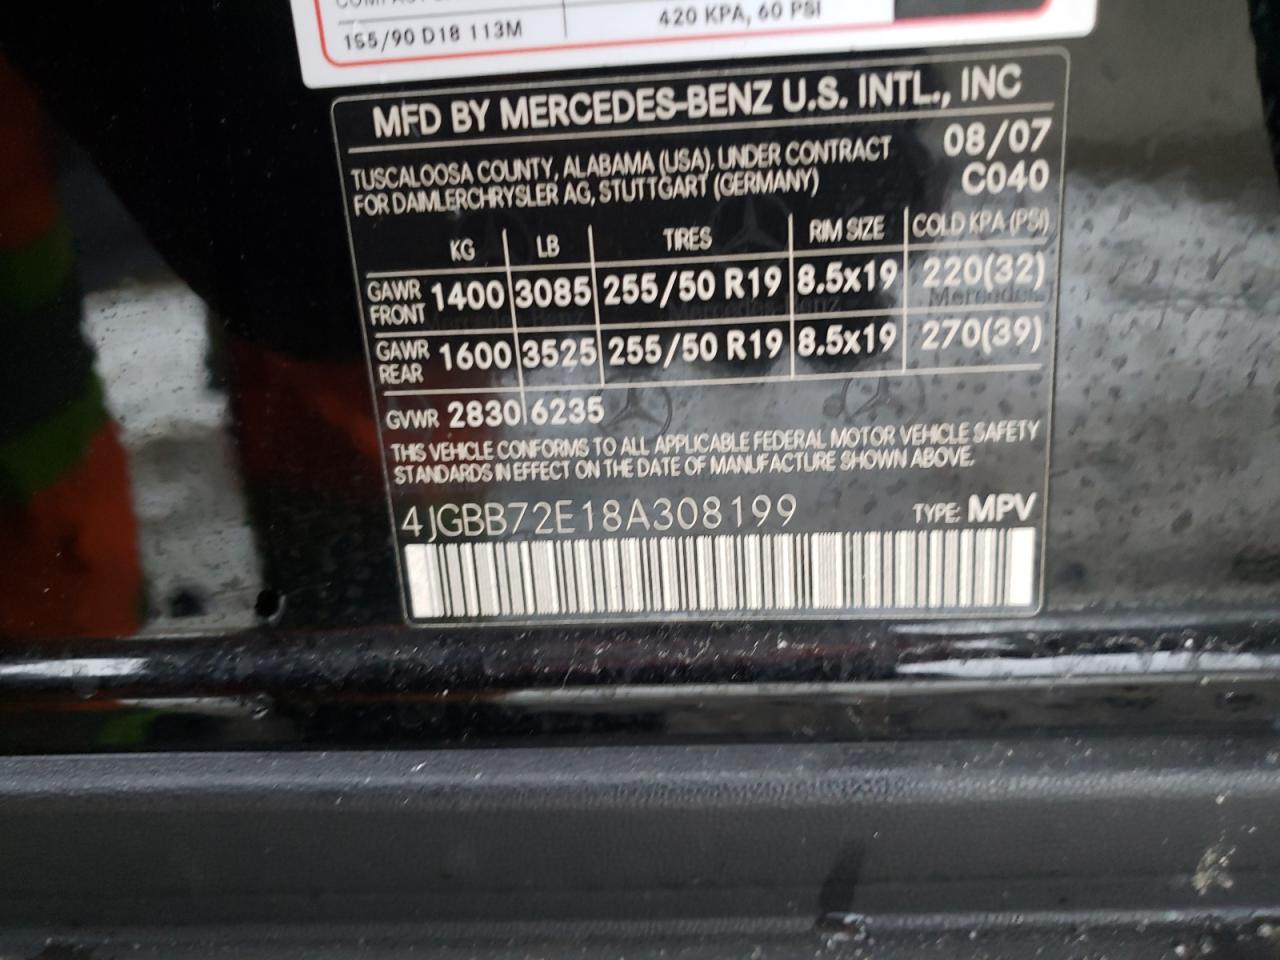 155/90 D18 113M 420 KPA, 60 PSI
MFD BY MERCEDES-BENZ U.S. INTL., INC
TUSCALOOSA COUNTY, ALABAMA (USA), UNDER CONTRACT 08/07
FOR DAIMLERCHRYSLER AG, STUTTGART (GERMANY) C040
KG LB TIRES RIM SIZE COLD KPA (PSI)
GAWR FRONT 1400 3085 255/50 R19 8.5x19 220(32)
GAWR REAR 1600 3525 255/50 R19 8.5x19 270(39)
GVWR 2830 6235
THIS VEHICLE CONFORMS TO ALL APPLICABLE FEDERAL MOTOR VEHICLE SAFETY
STANDARDS IN EFFECT ON THE DATE OF MANUFACTURE SHOWN ABOVE.
4JGBB72E18A308199 TYPE: MPV